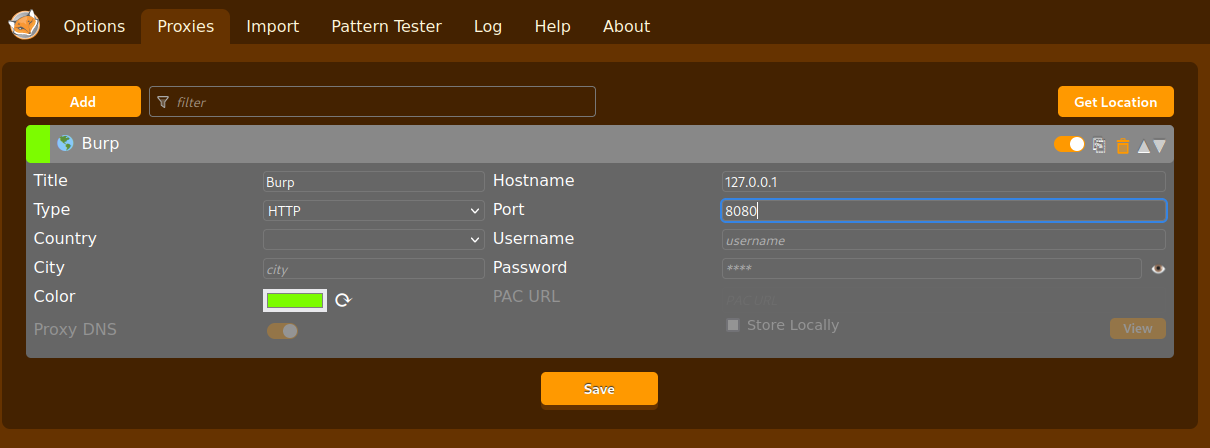 Options Proxies Import Pattern Tester Log Help About
Add filter Get Location
Burp
Title Burp Hostname 127.0.0.1
Type HTTP Port 8080
Country Username username
City city Password ****
Color PAC URL PAC URL
Proxy DNS Store Locally View
Save